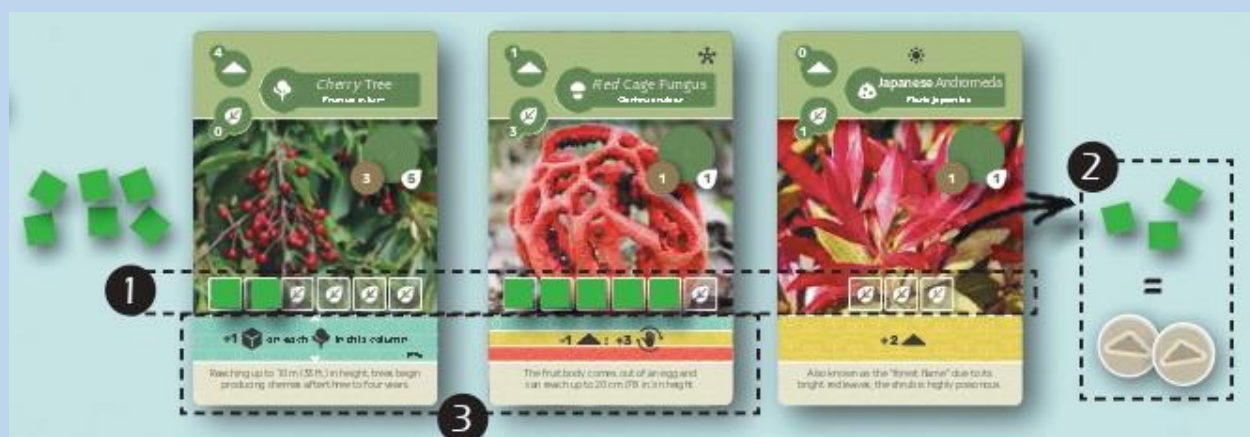 4
Cherry Tree
0
3
5
+1 on each in this column
Reaching up to 10 m (33 ft.) in height, trees begin
producing cherries after three to four years.
1
Red Cage Fungus
3
1
1
-1 : +3
The fruit body comes out of an egg and
can reach up to 20 cm (7.8 in.) in height.
0
Japanese Andromeda
1
1
1
+2
Also known as the "forest flame" due to its
bright red leaves, the shrub is highly poisonous.
1
2
=
3